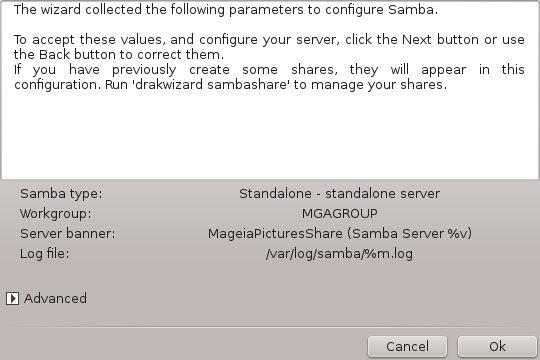 The wizard collected the following parameters to configure Samba.
To accept these values, and configure your server, click the Next button or use
the Back button to correct them.
If you have previously create some shares, they will appear in this
configuration. Run 'drakwizard sambashare' to manage your shares.
Samba type: Standalone - standalone server
Workgroup: MGAGROUP
Server banner: MageiaPicturesShare (Samba Server %v)
Log file: /var/log/samba/%m.log
Advanced
Cancel Ok